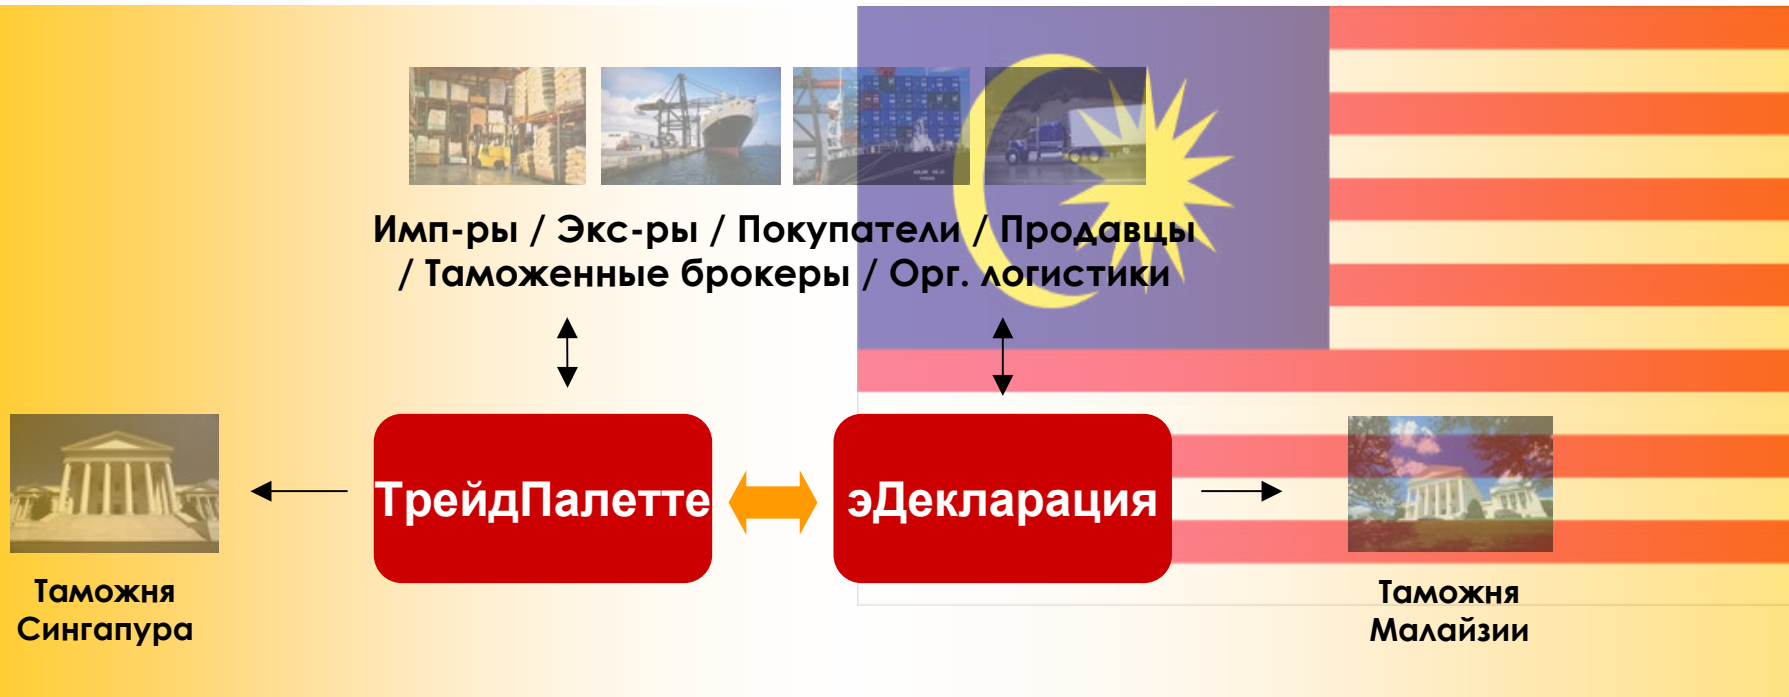 Имп-ры / Экс-ры / Покупатели / Продавцы
/ Таможенные брокеры / Орг. логистики
ТрейдПалетте
эДекларация
Таможня
Сингапура
Таможня
Малайзии